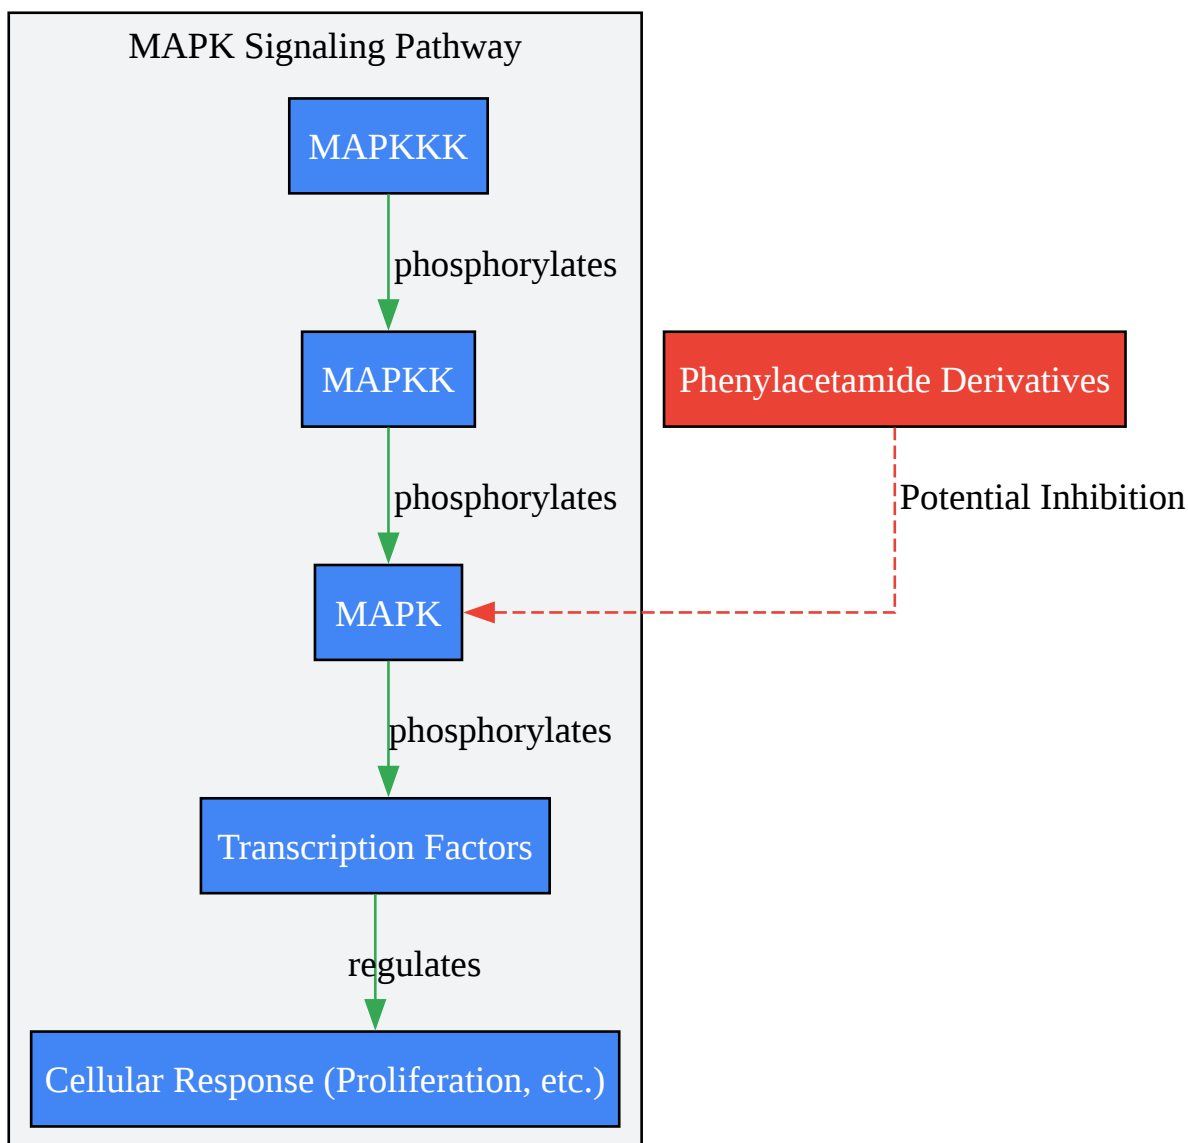 MAPK Signaling Pathway
MAPKKK
phosphorylates
MAPKK
Phenylacetamide Derivatives
phosphorylates
Potential Inhibition
MAPK
phosphorylates
Transcription Factors
regulates
Cellular Response (Proliferation, etc.)